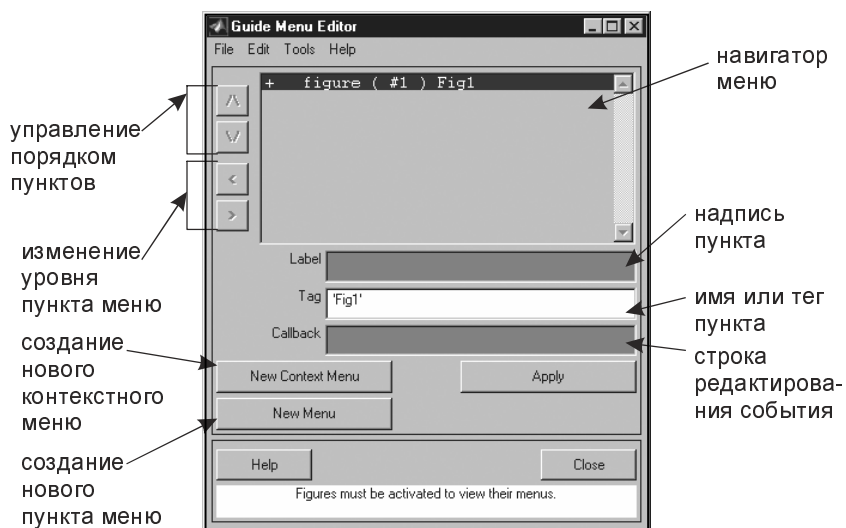 Guide Menu Editor
File Edit Tools Help
+ figure ( #1 ) Fig1
/\
\/
<
>
Label
Tag 'Fig1'
Callback
New Context Menu
Apply
New Menu
Help
Close
Figures must be activated to view their menus.
управление
порядком
пунктов
изменение
уровня
пункта меню
создание
нового
контекстного
меню
создание
нового
пункта меню
навигатор
меню
надпись
пункта
имя или тег
пункта
строка
редактирова-
ния события